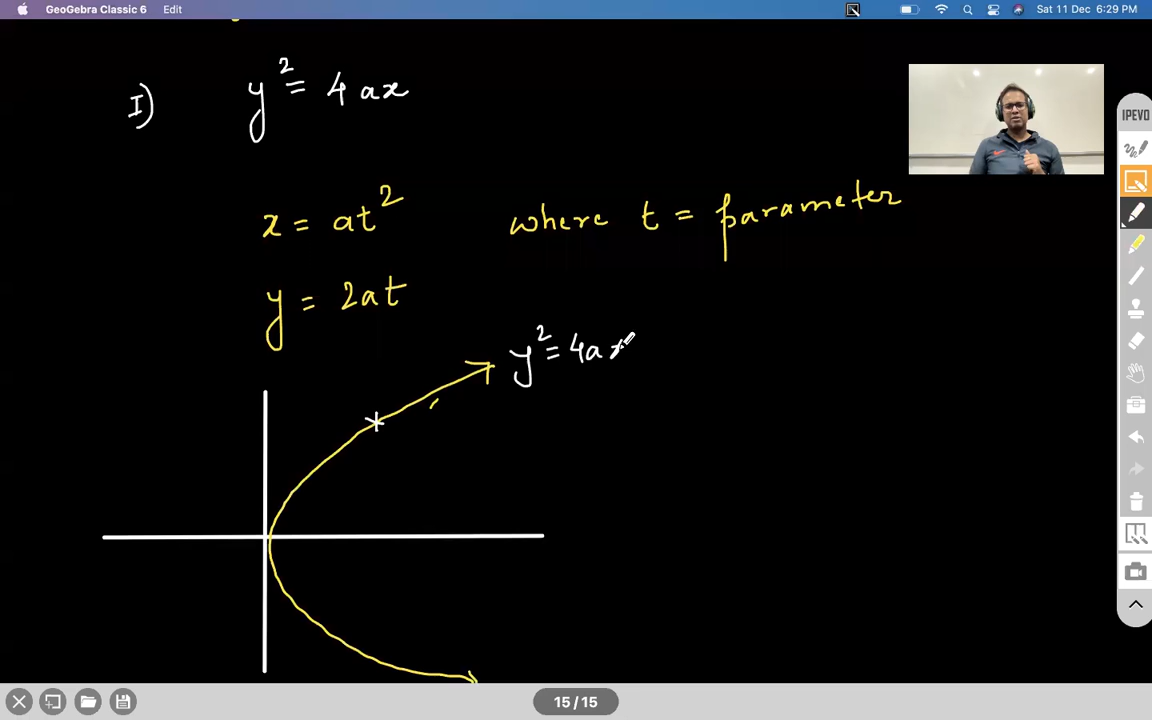 GeoGebra Classic 6 Edit Sat 11 Dec 6:29 PM
I) y² = 4ax
IPEVO
x = at² where t = parameter
y = 2at
y² = 4ax
15/15